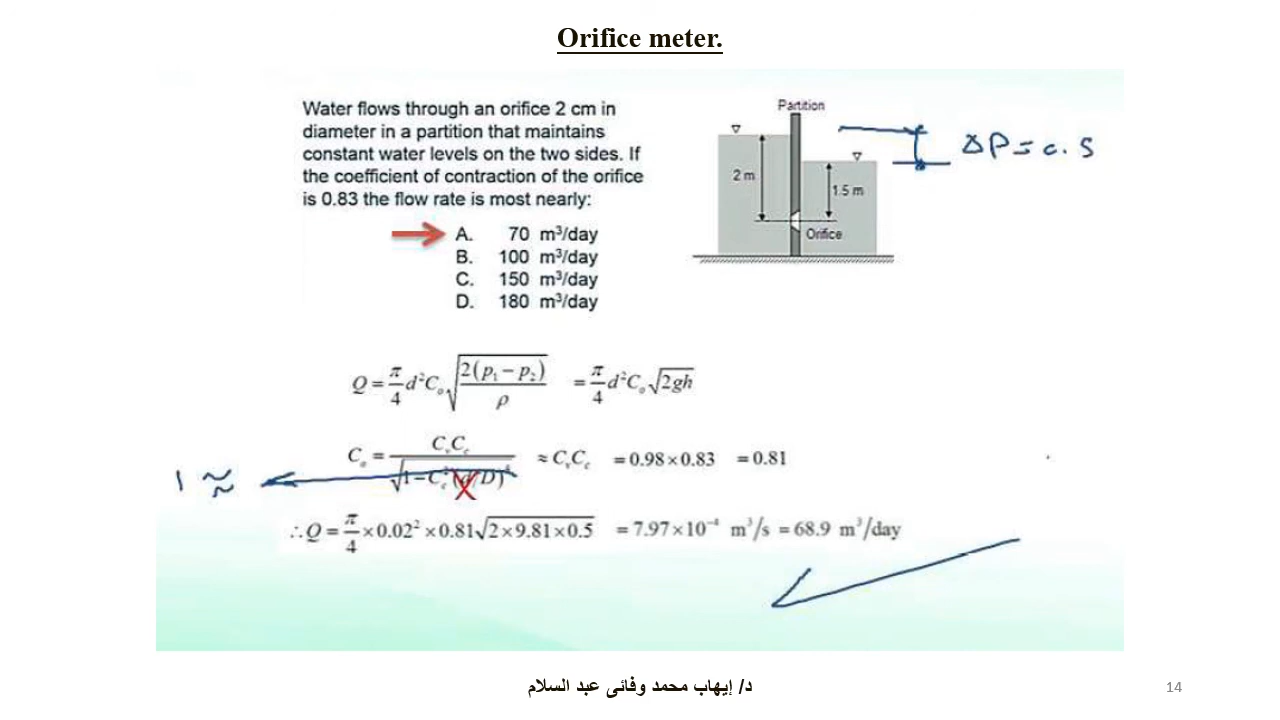 Orifice meter.
Water flows through an orifice 2 cm in
diameter in a partition that maintains
constant water levels on the two sides. If
the coefficient of contraction of the orifice
is 0.83 the flow rate is most nearly:
A. 70 m³/day
B. 100 m³/day
C. 150 m³/day
D. 180 m³/day
Partition
2 m
1.5 m
Orifice
ΔP = 0.5
Q = π/4 d²Cₒ √(2(p₁ − p₂)/ρ) = π/4 d²Cₒ √2gh
Cₒ = CᵥC꜀/√(1 − C꜀²(d/D)⁴) ≈ CᵥC꜀ = 0.98 × 0.83 = 0.81
1 ≈
∴ Q = π/4 × 0.02² × 0.81√(2 × 9.81 × 0.5) = 7.97 × 10⁻⁴ m³/s = 68.9 m³/day
د/ إيهاب محمد وفائى عبد السلام
14